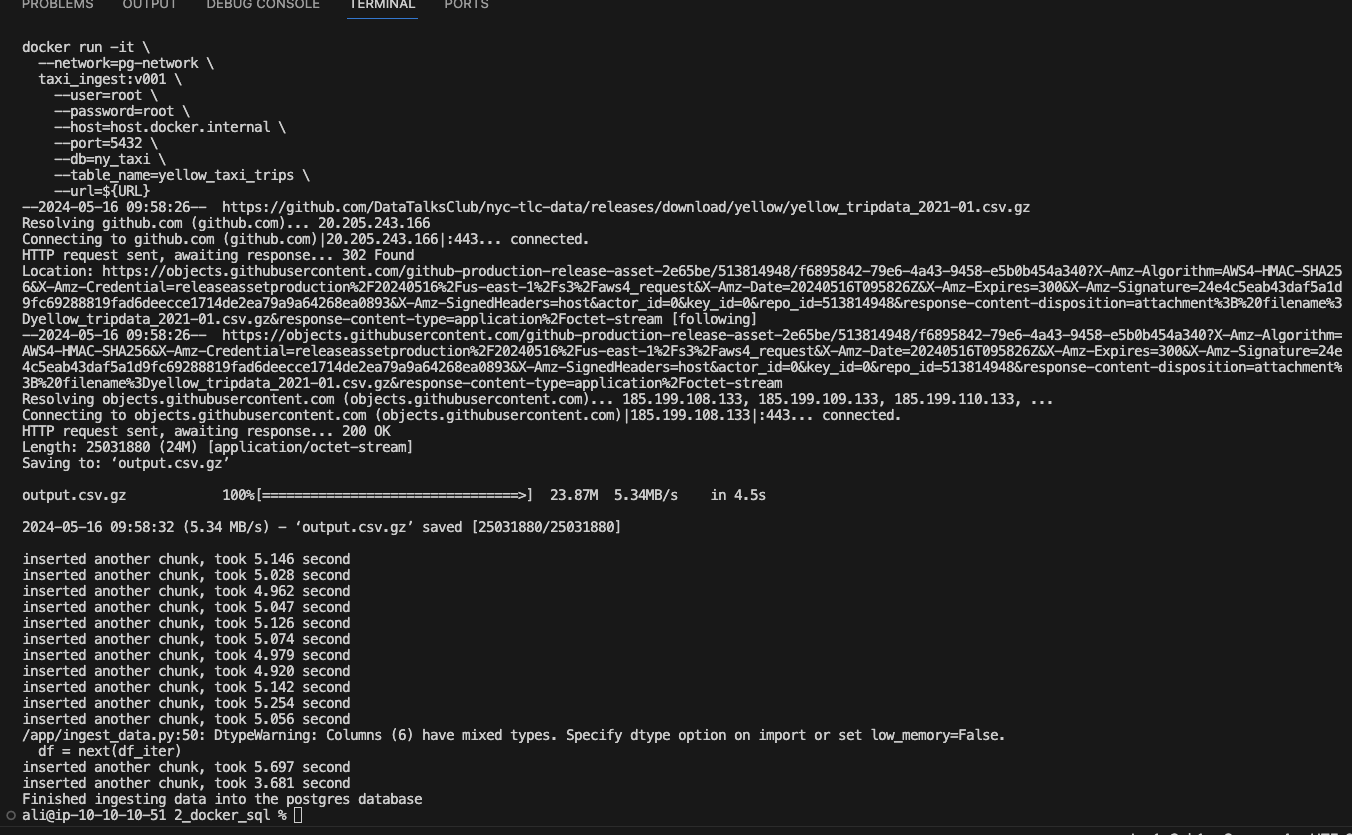 PROBLEMS OUTPUT DEBUG CONSOLE TERMINAL PORTS
docker run -it \
--network=pg-network \
taxi_ingest:v001 \
--user=root \
--password=root \
--host=host.docker.internal \
--port=5432 \
--db=ny_taxi \
--table_name=yellow_taxi_trips \
--url=${URL}
--2024-05-16 09:58:26-- https://github.com/DataTalksClub/nyc-tlc-data/releases/download/yellow/yellow_tripdata_2021-01.csv.gz
Resolving github.com (github.com)... 20.205.243.166
Connecting to github.com (github.com)|20.205.243.166|:443... connected.
HTTP request sent, awaiting response... 302 Found
Location: https://objects.githubusercontent.com/github-production-release-asset-2e65be/513814948/f6895842-79e6-4a43-9458-e5b0b454a340?X-Amz-Algorithm=AWS4-HMAC-SHA25
6&X-Amz-Credential=releaseassetproduction%2F20240516%2Fus-east-1%2Fs3%2Faws4_request&X-Amz-Date=20240516T095826Z&X-Amz-Expires=300&X-Amz-Signature=24e4c5eab43daf5a1d
9fc69288819fad6deecce1714de2ea79a9a64268ea0893&X-Amz-SignedHeaders=host&actor_id=0&key_id=0&repo_id=513814948&response-content-disposition=attachment%3B%20filename%3
Dyellow_tripdata_2021-01.csv.gz&response-content-type=application%2Foctet-stream [following]
--2024-05-16 09:58:26-- https://objects.githubusercontent.com/github-production-release-asset-2e65be/513814948/f6895842-79e6-4a43-9458-e5b0b454a340?X-Amz-Algorithm=
AWS4-HMAC-SHA256&X-Amz-Credential=releaseassetproduction%2F20240516%2Fus-east-1%2Fs3%2Faws4_request&X-Amz-Date=20240516T095826Z&X-Amz-Expires=300&X-Amz-Signature=24e
4c5eab43daf5a1d9fc69288819fad6deecce1714de2ea79a9a64268ea0893&X-Amz-SignedHeaders=host&actor_id=0&key_id=0&repo_id=513814948&response-content-disposition=attachment%
3B%20filename%3Dyellow_tripdata_2021-01.csv.gz&response-content-type=application%2Foctet-stream
Resolving objects.githubusercontent.com (objects.githubusercontent.com)... 185.199.108.133, 185.199.109.133, 185.199.110.133, ...
Connecting to objects.githubusercontent.com (objects.githubusercontent.com)|185.199.108.133|:443... connected.
HTTP request sent, awaiting response... 200 OK
Length: 25031880 (24M) [application/octet-stream]
Saving to: ‘output.csv.gz’
output.csv.gz 100%[================================>] 23.87M 5.34MB/s in 4.5s
2024-05-16 09:58:32 (5.34 MB/s) - ‘output.csv.gz’ saved [25031880/25031880]
inserted another chunk, took 5.146 second
inserted another chunk, took 5.028 second
inserted another chunk, took 4.962 second
inserted another chunk, took 5.047 second
inserted another chunk, took 5.126 second
inserted another chunk, took 5.074 second
inserted another chunk, took 4.979 second
inserted another chunk, took 4.920 second
inserted another chunk, took 5.142 second
inserted another chunk, took 5.254 second
inserted another chunk, took 5.056 second
/app/ingest_data.py:50: DtypeWarning: Columns (6) have mixed types. Specify dtype option on import or set low_memory=False.
df = next(df_iter)
inserted another chunk, took 5.697 second
inserted another chunk, took 3.681 second
Finished ingesting data into the postgres database
ali@ip-10-10-10-51 2_docker_sql %